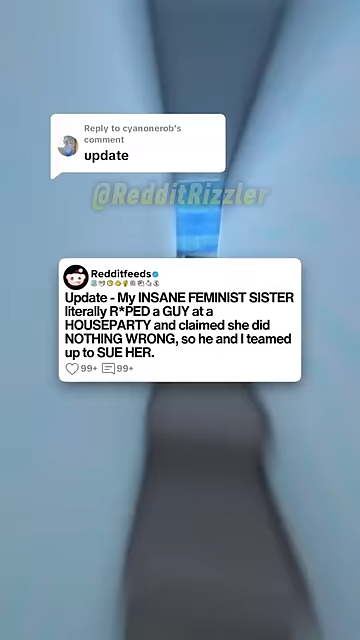 Reply to cyanonerob's
comment
update
@RedditRizzler
Redditfeeds
Update - My INSANE FEMINIST SISTER
literally R*PED a GUY at a
HOUSEPARTY and claimed she did
NOTHING WRONG, so he and I teamed
up to SUE HER.
99+ 99+